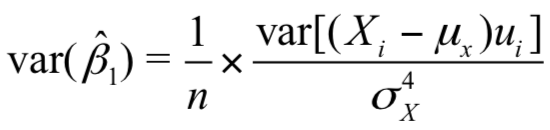 var(β̂₁) = 1/n × var[(Xᵢ − μₓ)uᵢ]/σ⁴_X